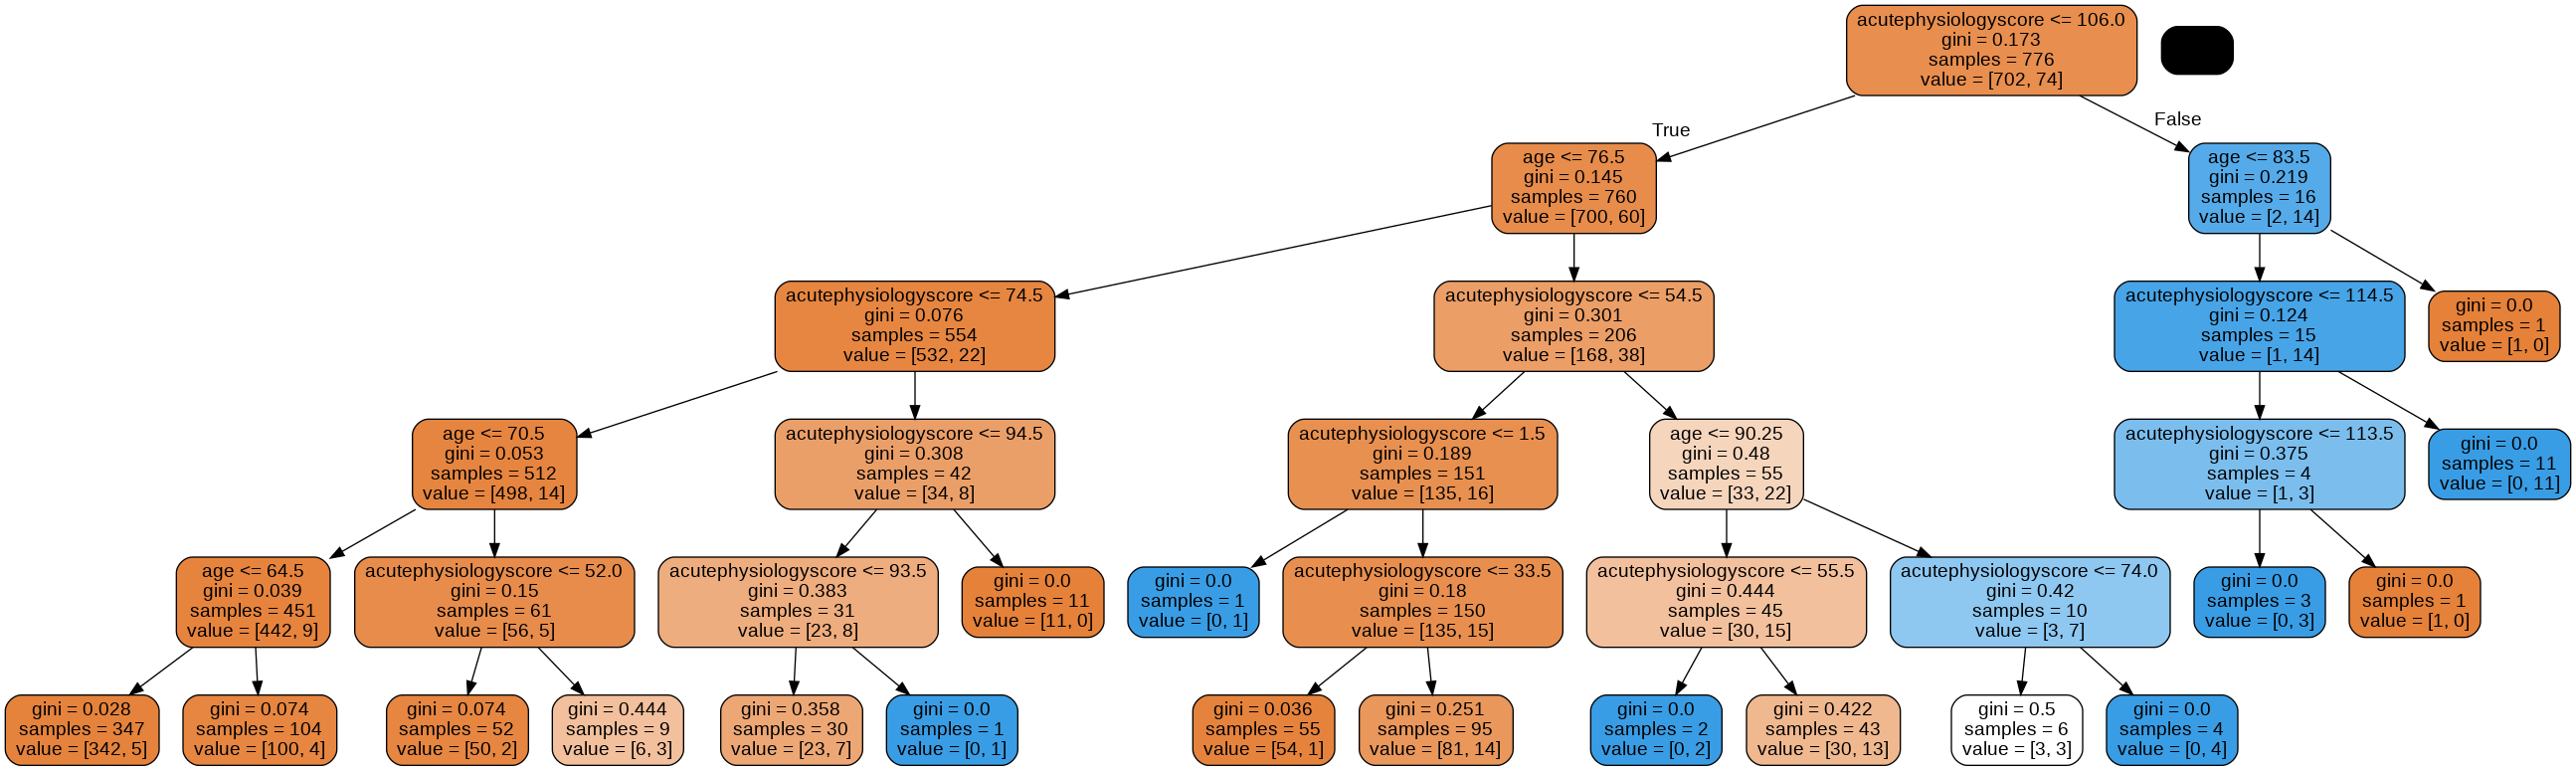 acutephysiologyscore <= 106.0
gini = 0.173
samples = 776
value = [702, 74]
True
False
age <= 76.5
gini = 0.145
samples = 760
value = [700, 60]
age <= 83.5
gini = 0.219
samples = 16
value = [2, 14]
acutephysiologyscore <= 74.5
gini = 0.076
samples = 554
value = [532, 22]
acutephysiologyscore <= 54.5
gini = 0.301
samples = 206
value = [168, 38]
acutephysiologyscore <= 114.5
gini = 0.124
samples = 15
value = [1, 14]
gini = 0.0
samples = 1
value = [1, 0]
age <= 70.5
gini = 0.053
samples = 512
value = [498, 14]
acutephysiologyscore <= 94.5
gini = 0.308
samples = 42
value = [34, 8]
acutephysiologyscore <= 1.5
gini = 0.189
samples = 151
value = [135, 16]
age <= 90.25
gini = 0.48
samples = 55
value = [33, 22]
acutephysiologyscore <= 113.5
gini = 0.375
samples = 4
value = [1, 3]
gini = 0.0
samples = 11
value = [0, 11]
age <= 64.5
gini = 0.039
samples = 451
value = [442, 9]
acutephysiologyscore <= 52.0
gini = 0.15
samples = 61
value = [56, 5]
acutephysiologyscore <= 93.5
gini = 0.383
samples = 31
value = [23, 8]
gini = 0.0
samples = 11
value = [11, 0]
gini = 0.0
samples = 1
value = [0, 1]
acutephysiologyscore <= 33.5
gini = 0.18
samples = 150
value = [135, 15]
acutephysiologyscore <= 55.5
gini = 0.444
samples = 45
value = [30, 15]
acutephysiologyscore <= 74.0
gini = 0.42
samples = 10
value = [3, 7]
gini = 0.0
samples = 3
value = [0, 3]
gini = 0.0
samples = 1
value = [1, 0]
gini = 0.028
samples = 347
value = [342, 5]
gini = 0.074
samples = 104
value = [100, 4]
gini = 0.074
samples = 52
value = [50, 2]
gini = 0.444
samples = 9
value = [6, 3]
gini = 0.358
samples = 30
value = [23, 7]
gini = 0.0
samples = 1
value = [0, 1]
gini = 0.036
samples = 55
value = [54, 1]
gini = 0.251
samples = 95
value = [81, 14]
gini = 0.0
samples = 2
value = [0, 2]
gini = 0.422
samples = 43
value = [30, 13]
gini = 0.5
samples = 6
value = [3, 3]
gini = 0.0
samples = 4
value = [0, 4]